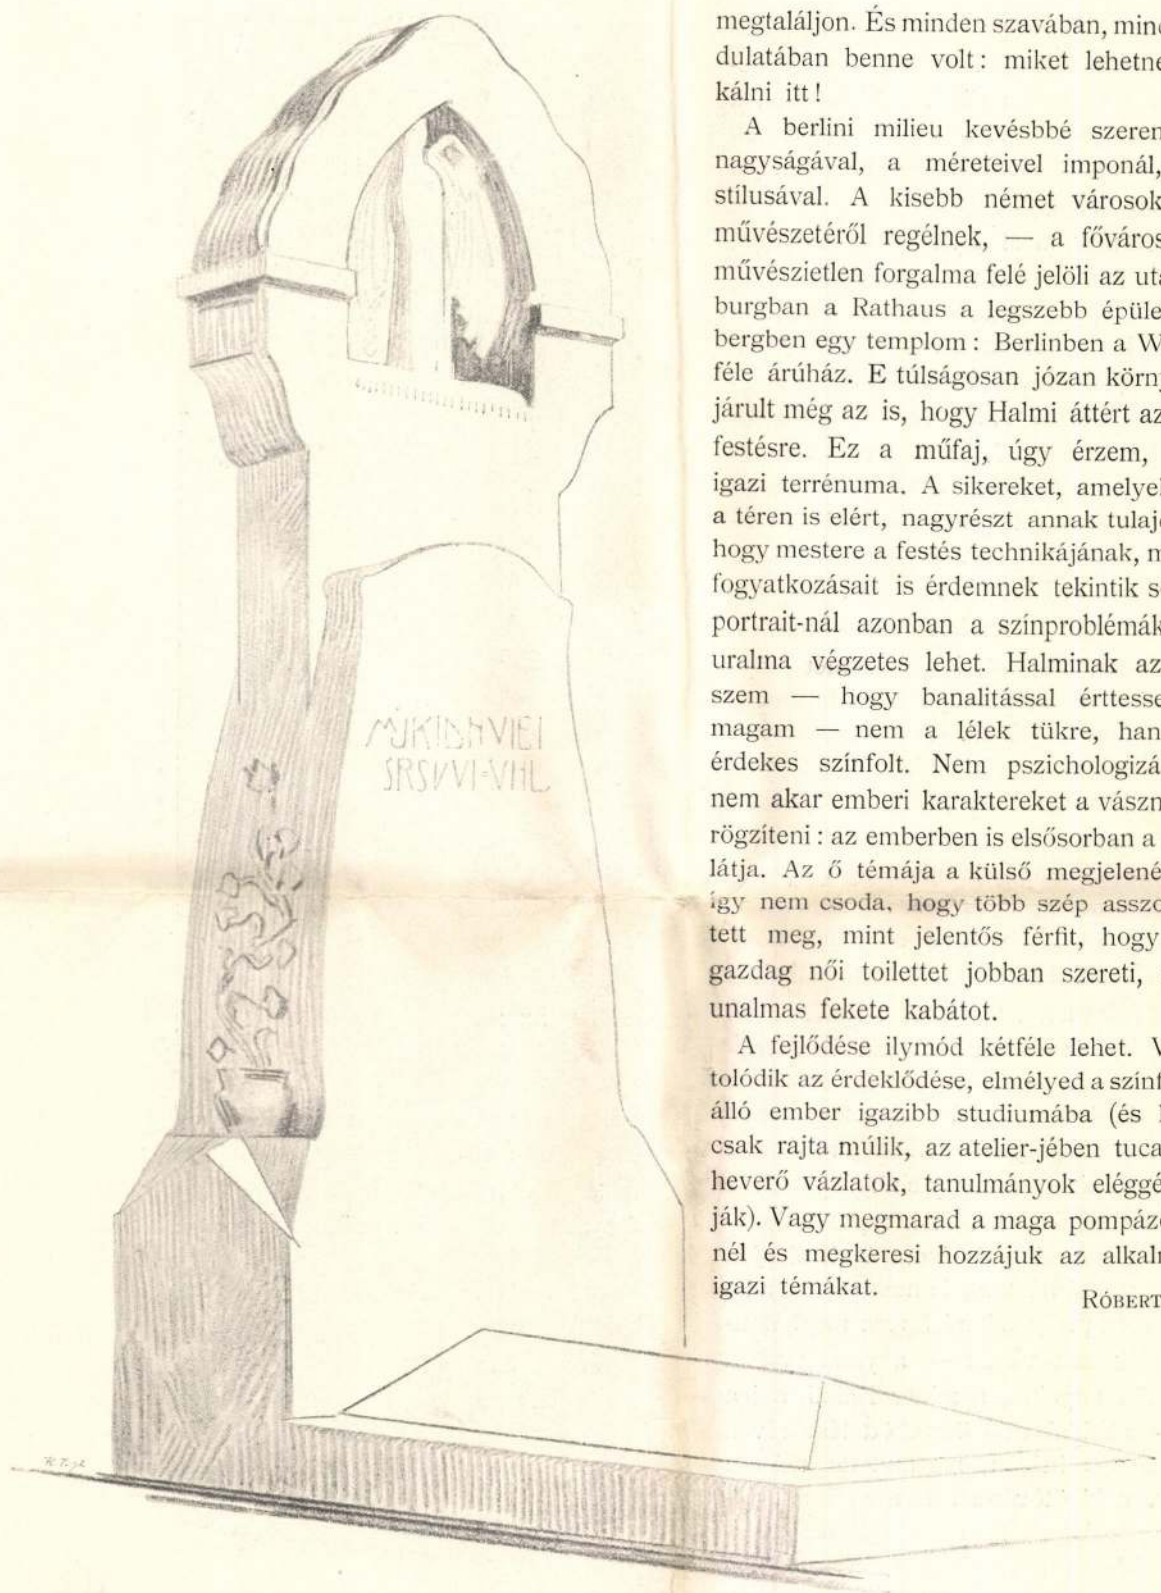 megtaláljon. És minden szavában, mind
dulatában benne volt: miket lehetne
kálni itt!
A berlini milieu kevésbbé szeren
nagyságával, a méreteivel imponál,
stílusával. A kisebb német városok
művészetéről regélnek, — a főváros
művészietlen forgalma felé jelöli az uta
burgban a Rathaus a legszebb épüle
bergben egy templom: Berlinben a W
féle árúház. E túlságosan józan körn
járult még az is, hogy Halmi áttért az
festésre. Ez a műfaj, úgy érzem,
igazi terrénuma. A sikereket, amelye
a téren is elért, nagyrészt annak tulaj
hogy mestere a festés technikájának, m
fogyatkozásait is érdemnek tekintik s
portrait-nál azonban a színproblémák
uralma végzetes lehet. Halminak az
szem — hogy banalitással érttesse
magam — nem a lélek tükre, han
érdekes színfolt. Nem pszichologizá
nem akar emberi karaktereket a vászn
rögzíteni: az emberben is elsősorban a
látja. Az ő témája a külső megjelené
így nem csoda, hogy több szép asszo
tett meg, mint jelentős férfit, hogy
gazdag női toilettet jobban szereti,
unalmas fekete kabátot.
A fejlődése ilymód kétféle lehet. V
tolódik az érdeklődése, elmélyed a színf
álló ember igazibb studiumába (és
csak rajta múlik, az atelier-jében tuca
heverő vázlatok, tanulmányok eléggé
ják). Vagy megmarad a maga pompáz
nél és megkeresi hozzájuk az alkalm
igazi témákat.
RÓBERT